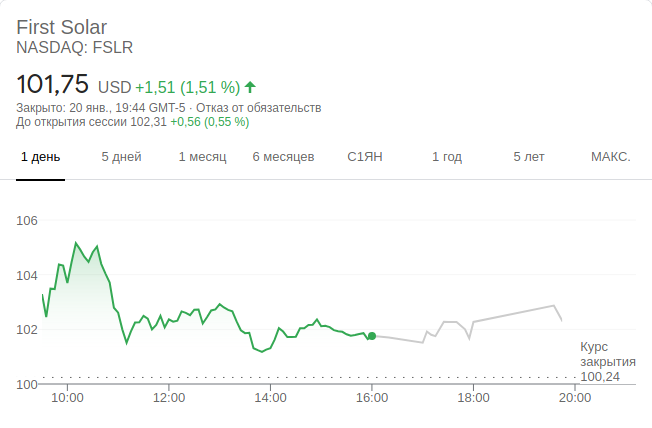 First Solar
NASDAQ: FSLR
101,75 USD +1,51 (1,51 %)
Закрыто: 20 янв., 19:44 GMT-5 · Отказ от обязательств
До открытия сессии 102,31 +0,56 (0,55 %)
1 день 5 дней 1 месяц 6 месяцев С1ЯН 1 год 5 лет МАКС.
106
104
102
100
Курс
закрытия
100,24
10:00 12:00 14:00 16:00 18:00 20:00